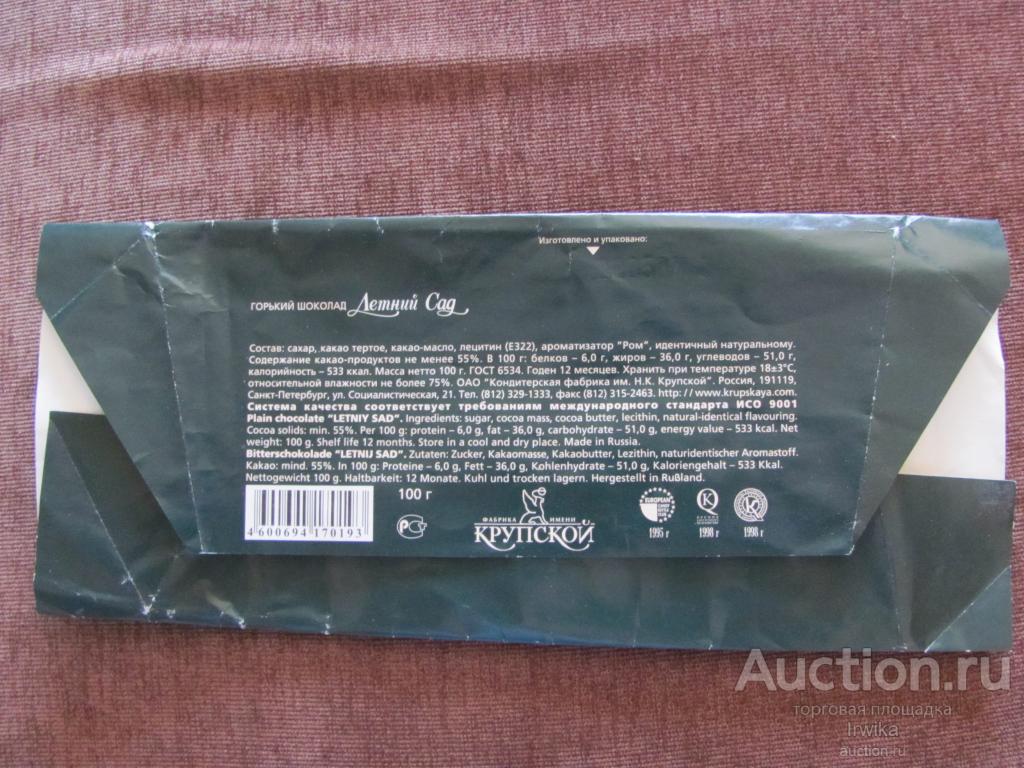 Изготовлено и упаковано:
ГОРЬКИЙ ШОКОЛАД Летний Сад
Состав: сахар, какао тертое, какао-масло, лецитин (Е322), ароматизатор "Ром", идентичный натуральному.
Содержание какао-продуктов не менее 55%. В 100 г: белков – 6,0 г, жиров – 36,0 г, углеводов – 51,0 г,
калорийность – 533 ккал. Масса нетто 100 г. ГОСТ 6534. Годен 12 месяцев. Хранить при температуре 18±3°С,
относительной влажности не более 75%. ОАО "Кондитерская фабрика им. Н.К. Крупской". Россия, 191119,
Санкт-Петербург, ул. Социалистическая, 21. Тел. (812) 329-1333, факс (812) 315-2463. http://www.krupskaya.com/
Система качества соответствует требованиям международного стандарта ИСО 9001
Plain chocolate "LETNIY SAD". Ingredients: sugar, cocoa mass, cocoa butter, lecithin, natural-identical flavouring.
Cocoa solids: min. 55%. Per 100 g: protein – 6,0 g, fat – 36,0 g, carbohydrate – 51,0 g, energy value – 533 kcal. Net
weight: 100 g. Shelf life 12 months. Store in a cool and dry place. Made in Russia.
Bitterschokolade "LETNIJ SAD". Zutaten: Zucker, Kakaomasse, Kakaobutter, Lezithin, naturidentischer Aromastoff.
Kakao: mind. 55%. In 100 g: Proteine – 6,0 g, Fett – 36,0 g, Kohlenhydrate – 51,0 g, Kaloriengehalt – 533 Kkal.
Nettogewicht 100 g. Haltbarkeit: 12 Monate. Kuhl und trocken lagern. Hergestellt in Rußland.
100 г
4600694170193
РСТ
ФАБРИКА ИМЕНИ
КРУПСКОЙ
EUROPEAN
1995 г
1998 г
1998 г
Auction.ru
торговая площадка
Irwika
auction.ru